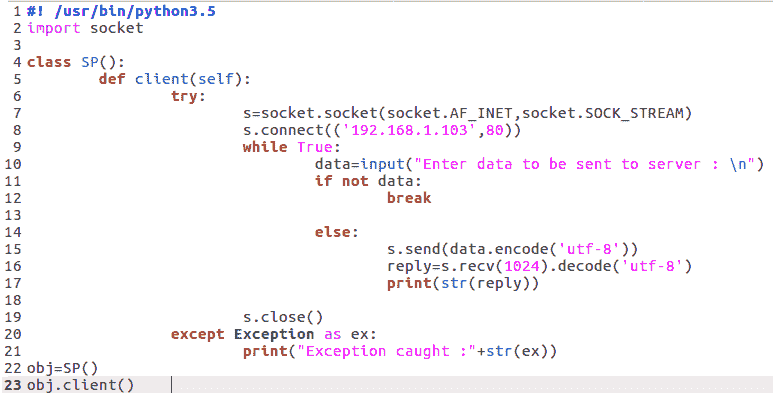 1 #! /usr/bin/python3.5
2 import socket
3
4 class SP():
5         def client(self):
6                 try:
7                         s=socket.socket(socket.AF_INET,socket.SOCK_STREAM)
8                         s.connect(('192.168.1.103',80))
9                         while True:
10                                 data=input("Enter data to be sent to server : \n")
11                                 if not data:
12                                         break
13
14                                 else:
15                                         s.send(data.encode('utf-8'))
16                                         reply=s.recv(1024).decode('utf-8')
17                                         print(str(reply))
18
19                         s.close()
20                 except Exception as ex:
21                         print("Exception caught :"+str(ex))
22 obj=SP()
23 obj.client()